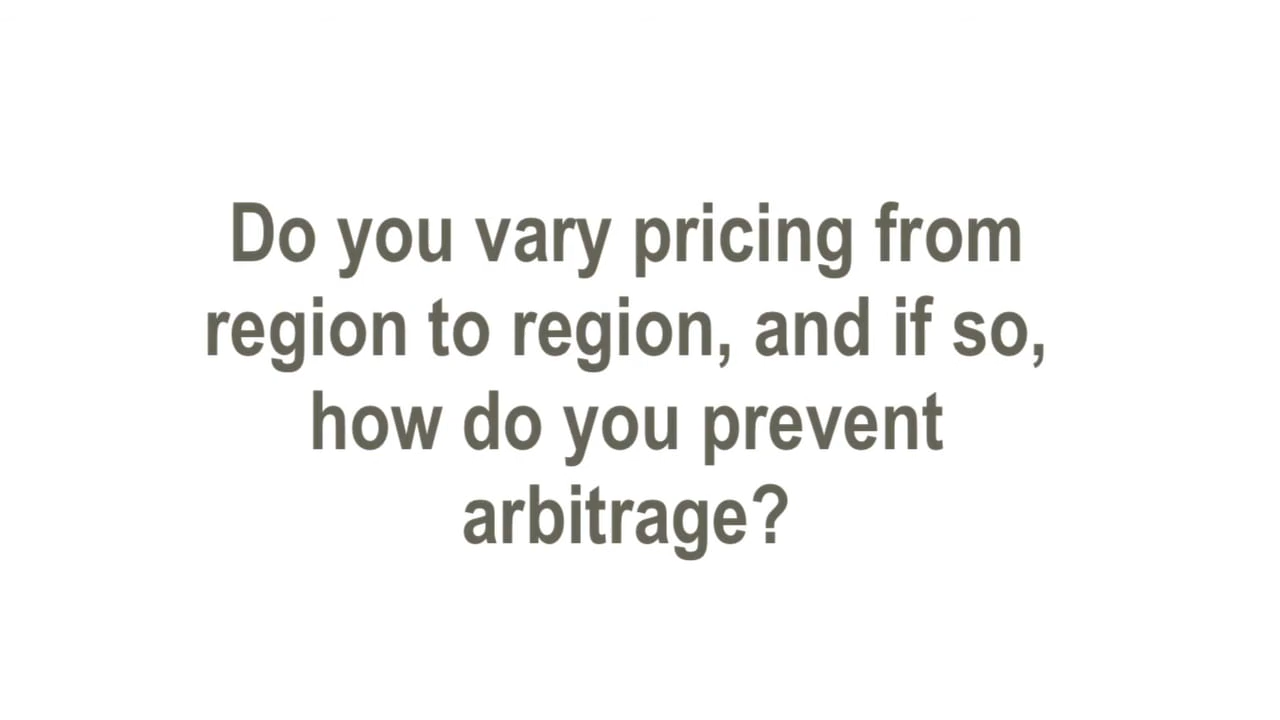 Do you vary pricing from
region to region, and if so,
how do you prevent
arbitrage?